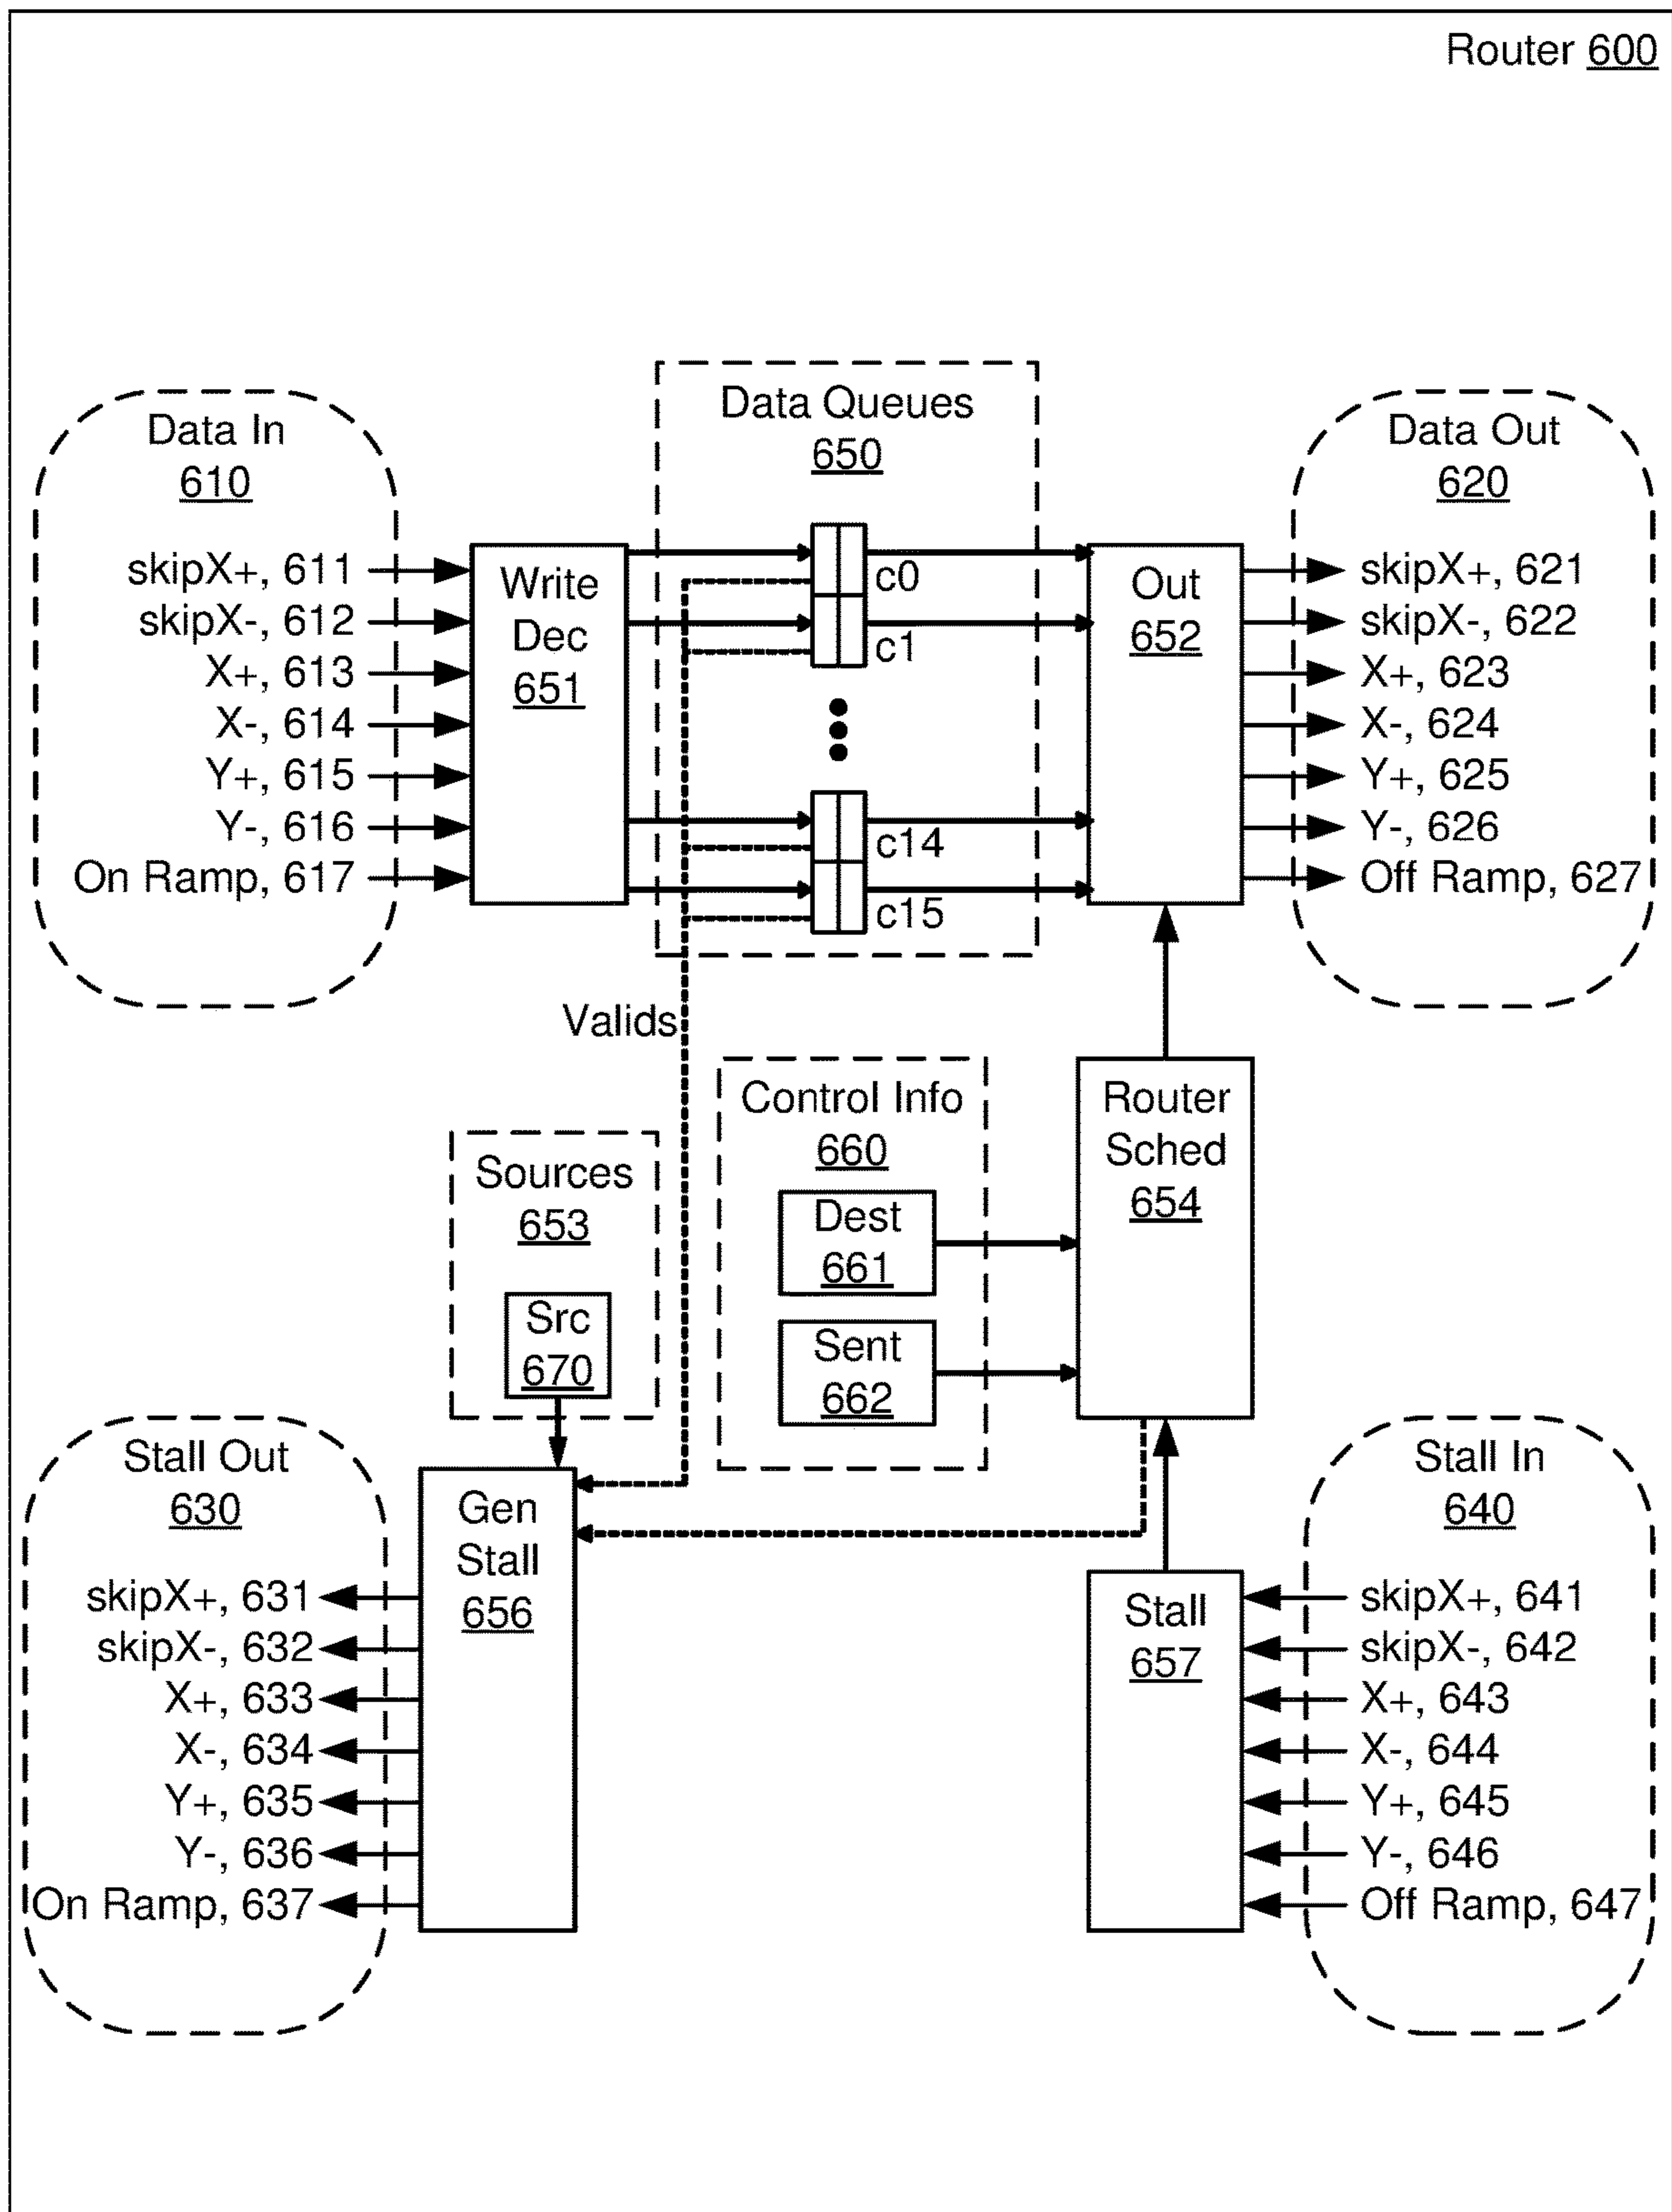 Router 600
Data In
610
skipX+, 611
skipX-, 612
X+, 613
X-, 614
Y+, 615
Y-, 616
On Ramp, 617
Write
Dec
651
Data Queues
650
c0
c1
c14
c15
Out
652
Data Out
620
skipX+, 621
skipX-, 622
X+, 623
X-, 624
Y+, 625
Y-, 626
Off Ramp, 627
Valids
Sources
653
Src
670
Control Info
660
Dest
661
Sent
662
Router
Sched
654
Stall Out
630
skipX+, 631
skipX-, 632
X+, 633
X-, 634
Y+, 635
Y-, 636
On Ramp, 637
Gen
Stall
656
Stall
657
Stall In
640
skipX+, 641
skipX-, 642
X+, 643
X-, 644
Y+, 645
Y-, 646
Off Ramp, 647